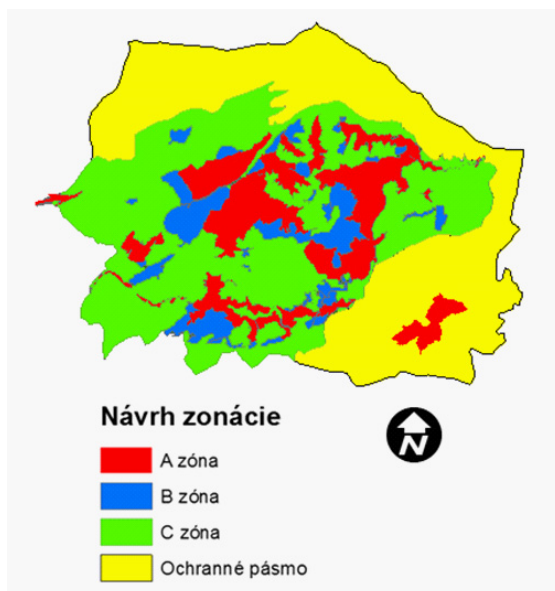 Návrh zonácie
N
A zóna
B zóna
C zóna
Ochranné pásmo